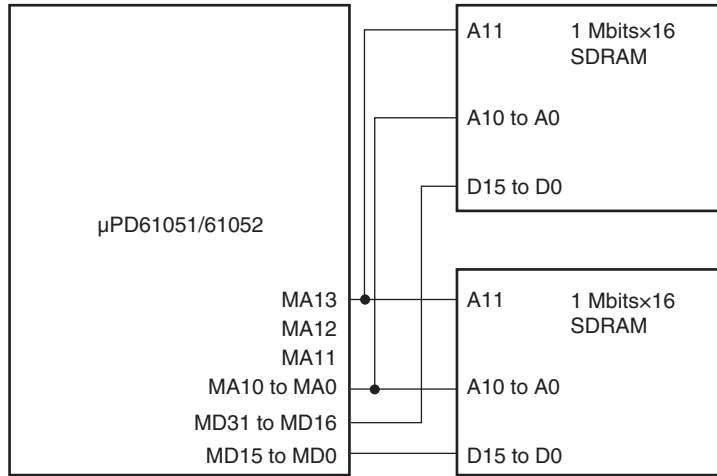 µPD61051/61052
MA13
MA12
MA11
MA10 to MA0
MD31 to MD16
MD15 to MD0
A11
1 Mbits×16
SDRAM
A10 to A0
D15 to D0
A11
1 Mbits×16
SDRAM
A10 to A0
D15 to D0